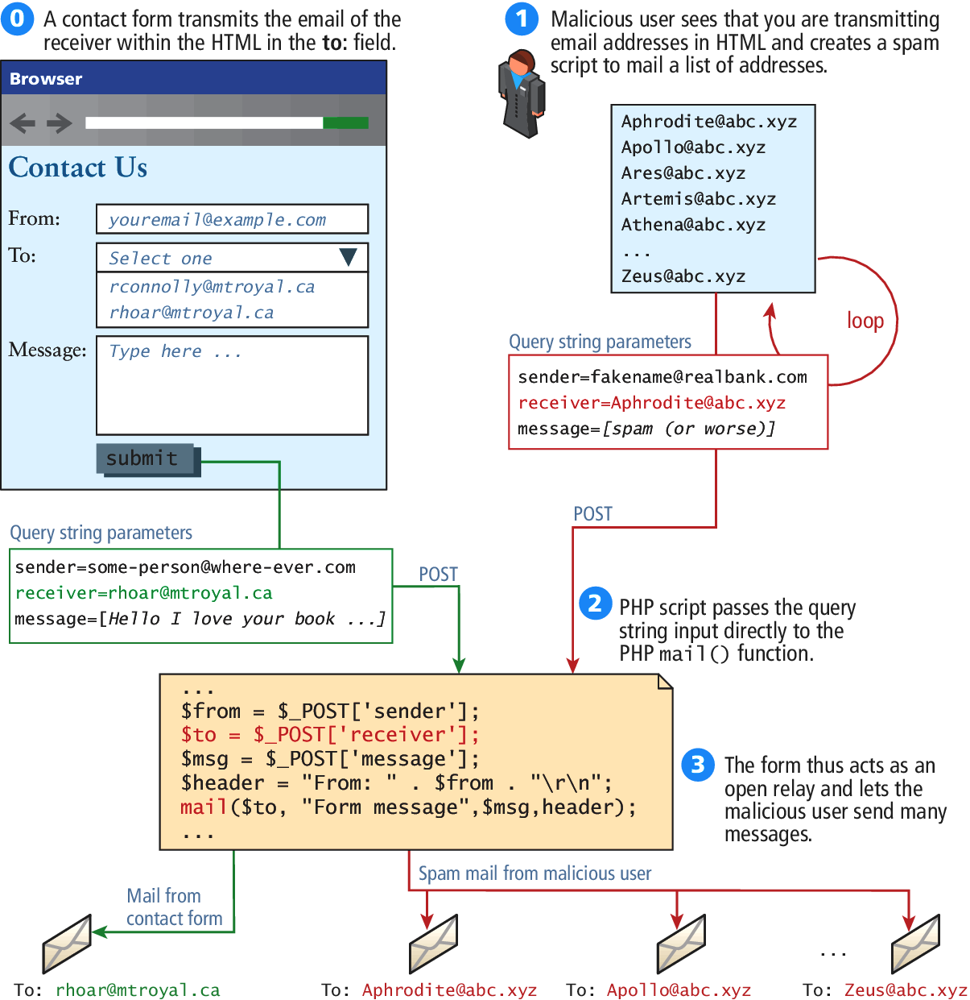 0 A contact form transmits the email of the
receiver within the HTML in the to: field.
Browser
Contact Us
From:
youremail@example.com
To:
Select one
rconnolly@mtroyal.ca
rhoar@mtroyal.ca
Message:
Type here ...
submit
Query string parameters
sender=some-person@where-ever.com
receiver=rhoar@mtroyal.ca
message=[Hello I love your book ...]
POST
1 Malicious user sees that you are transmitting
email addresses in HTML and creates a spam
script to mail a list of addresses.
Aphrodite@abc.xyz
Apollo@abc.xyz
Ares@abc.xyz
Artemis@abc.xyz
Athena@abc.xyz
...
Zeus@abc.xyz
loop
Query string parameters
sender=fakename@realbank.com
receiver=Aphrodite@abc.xyz
message=[spam (or worse)]
POST
2 PHP script passes the query
string input directly to the
PHP mail() function.
...
$from = $_POST['sender'];
$to = $_POST['receiver'];
$msg = $_POST['message'];
$header = "From: " . $from . "\r\n";
mail($to, "Form message",$msg,header);
...
3 The form thus acts as an
open relay and lets the
malicious user send many
messages.
Mail from
contact form
Spam mail from malicious user
...
To: rhoar@mtroyal.ca
To: Aphrodite@abc.xyz
To: Apollo@abc.xyz
To: Zeus@abc.xyz